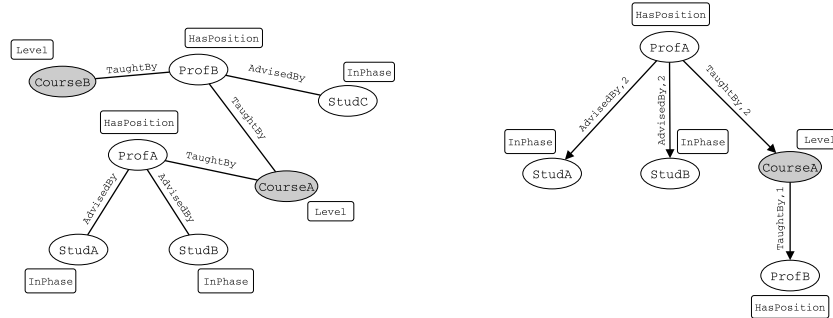 HasPosition
Level
TaughtBy
ProfB
AdvisedBy
InPhase
CourseB
StudC
TaughtBy
HasPosition
ProfA
TaughtBy
CourseA
Level
AdvisedBy
AdvisedBy
StudA
StudB
InPhase
InPhase
HasPosition
ProfA
AdvisedBy,2
AdvisedBy,2
TaughtBy,2
InPhase
InPhase
Level
StudA
StudB
CourseA
TaughtBy,1
ProfB
HasPosition